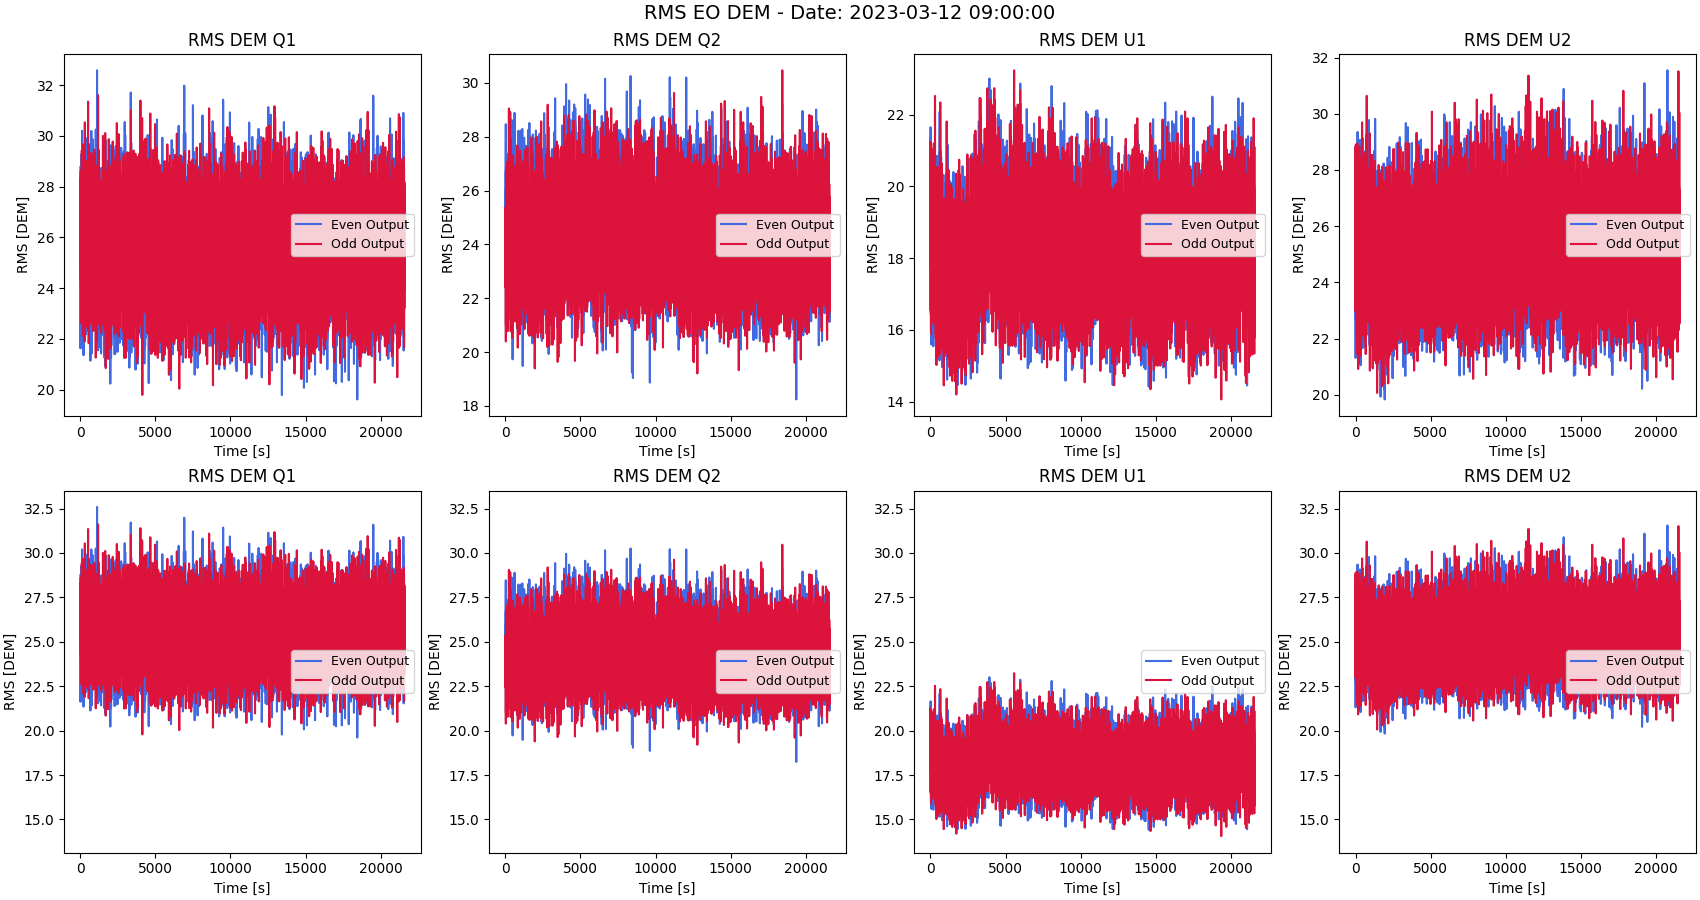 RMS EO DEM - Date: 2023-03-12 09:00:00
RMS DEM Q1
RMS [DEM]
32
30
28
26
24
22
20
Even Output
Odd Output
0 5000 10000 15000 20000
Time [s]
RMS DEM Q2
RMS [DEM]
30
28
26
24
22
20
18
Even Output
Odd Output
0 5000 10000 15000 20000
Time [s]
RMS DEM U1
RMS [DEM]
22
20
18
16
14
Even Output
Odd Output
0 5000 10000 15000 20000
Time [s]
RMS DEM U2
RMS [DEM]
32
30
28
26
24
22
20
Even Output
Odd Output
0 5000 10000 15000 20000
Time [s]
RMS DEM Q1
RMS [DEM]
32.5
30.0
27.5
25.0
22.5
20.0
17.5
15.0
Even Output
Odd Output
0 5000 10000 15000 20000
Time [s]
RMS DEM Q2
RMS [DEM]
32.5
30.0
27.5
25.0
22.5
20.0
17.5
15.0
Even Output
Odd Output
0 5000 10000 15000 20000
Time [s]
RMS DEM U1
RMS [DEM]
32.5
30.0
27.5
25.0
22.5
20.0
17.5
15.0
Even Output
Odd Output
0 5000 10000 15000 20000
Time [s]
RMS DEM U2
RMS [DEM]
32.5
30.0
27.5
25.0
22.5
20.0
17.5
15.0
Even Output
Odd Output
0 5000 10000 15000 20000
Time [s]